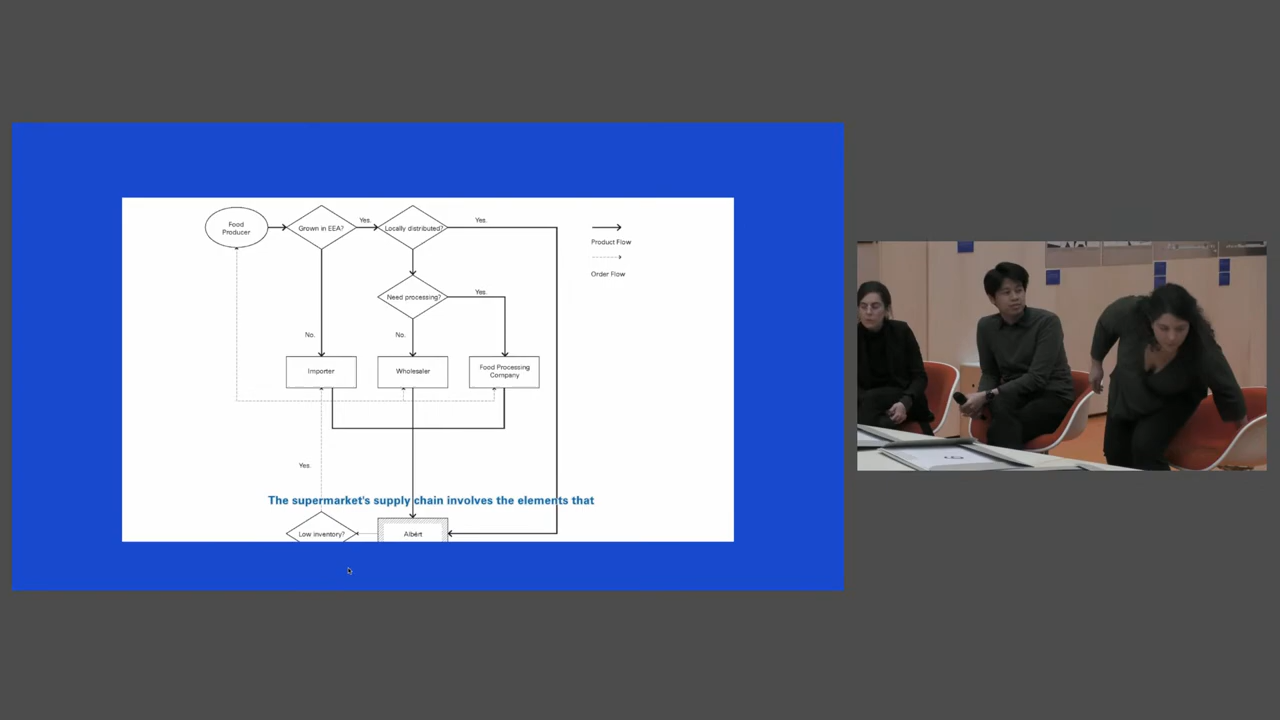 Food
Producer
Grown in EEA?
Yes.
Locally distributed?
Yes.
Product Flow
Order Flow
Need processing?
Yes.
No.
No.
Importer
Wholesaler
Food Processing
Company
Yes
The supermarket's supply chain involves the elements that
Low inventory?
Albért